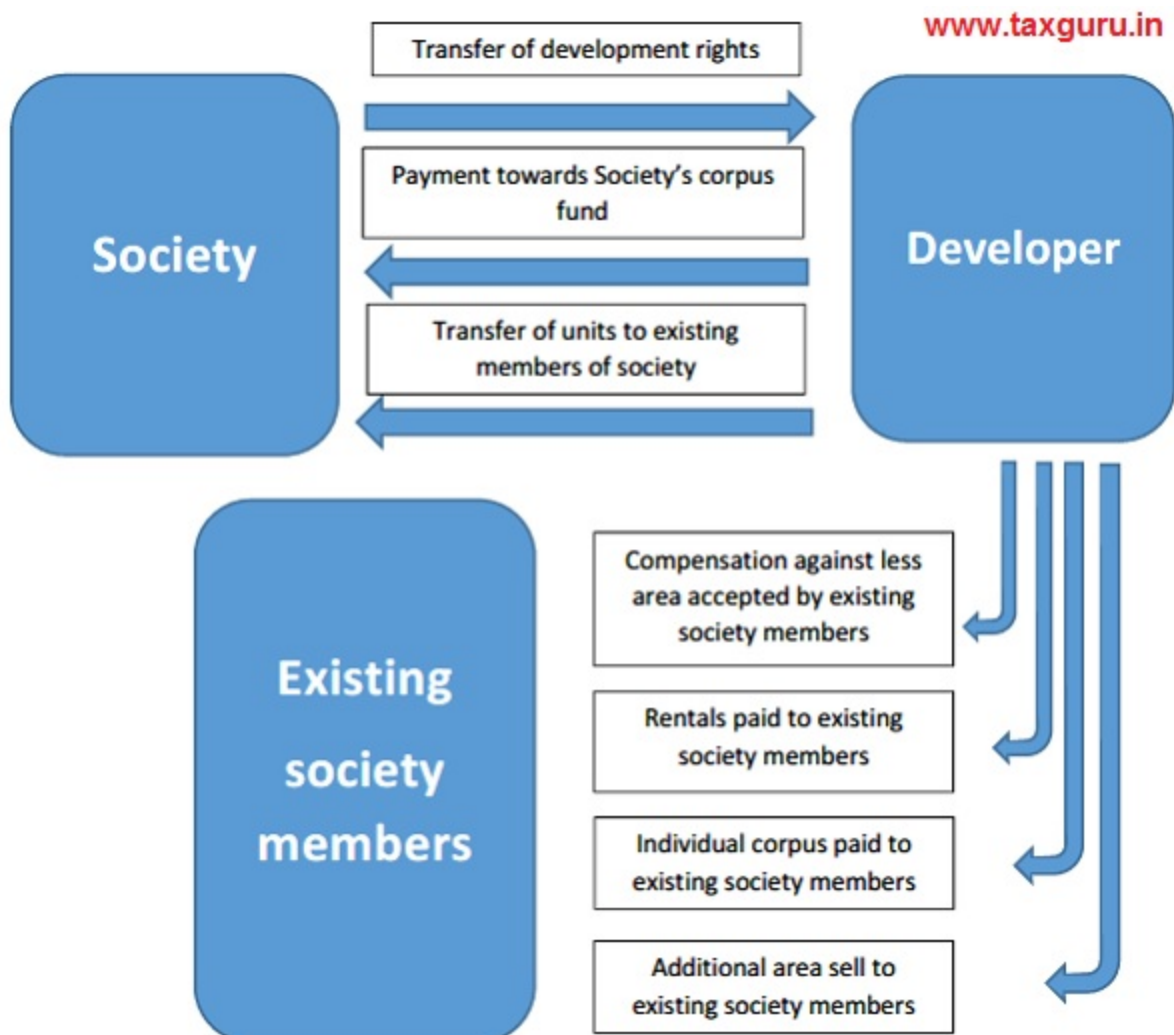 www.taxguru.in
Transfer of development rights
Society
Payment towards Society's corpus
fund
Developer
Transfer of units to existing
members of society
Existing
society
members
Compensation against less
area accepted by existing
society members
Rentals paid to existing
society members
Individual corpus paid to
existing society members
Additional area sell to
existing society members